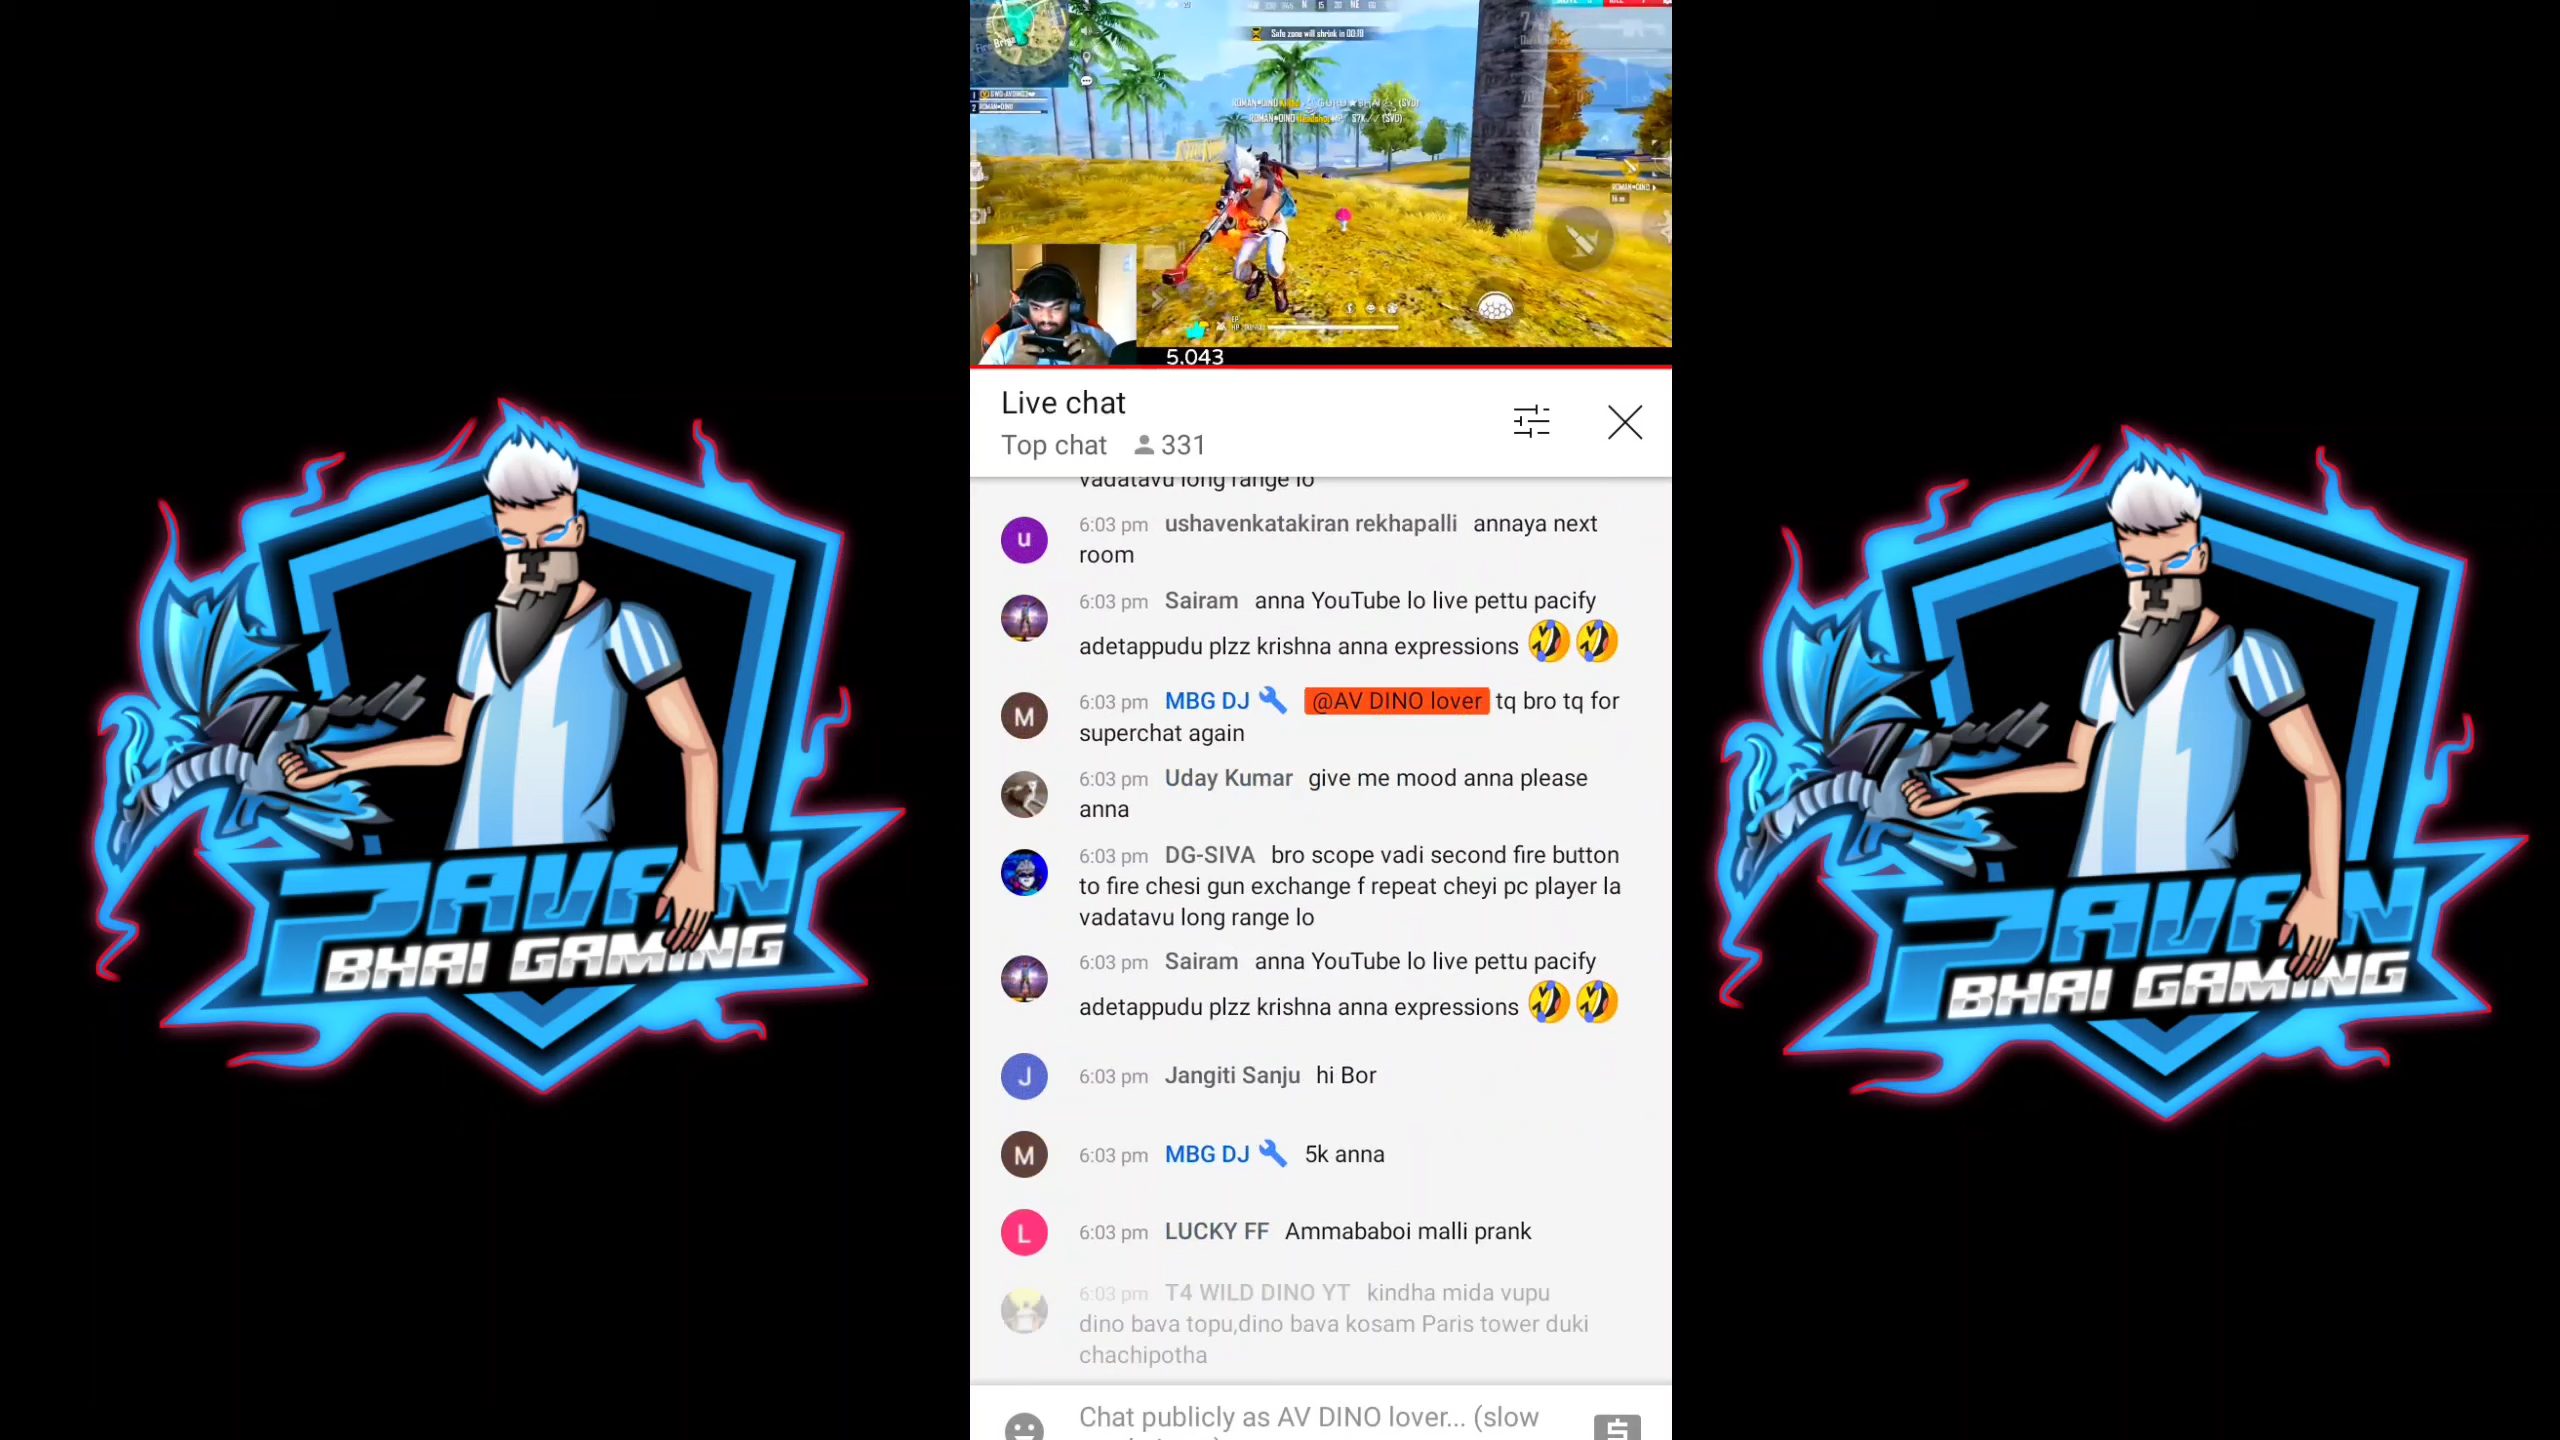 Safe zone will shrink in 00:19
5,043
Live chat
Top chat 331
vadatavu long range lo
6:03 pm ushavenkatakiran rekhapalli annaya next
room
6:03 pm Sairam anna YouTube lo live pettu pacify
adetappudu plzz krishna anna expressions 🤣🤣
6:03 pm MBG DJ @AV DINO lover tq bro tq for
superchat again
6:03 pm Uday Kumar give me mood anna please
anna
6:03 pm DG-SIVA bro scope vadi second fire button
to fire chesi gun exchange f repeat cheyi pc player la
vadatavu long range lo
6:03 pm Sairam anna YouTube lo live pettu pacify
adetappudu plzz krishna anna expressions 🤣🤣
6:03 pm Jangiti Sanju hi Bor
6:03 pm MBG DJ 5k anna
6:03 pm LUCKY FF Ammababoi malli prank
6:03 pm T4 WILD DINO YT kindha mida vupu
dino bava topu,dino bava kosam Paris tower duki
chachipotha
Chat publicly as AV DINO lover... (slow
PAVAN
BHAI GAMING
PAVAN
BHAI GAMING